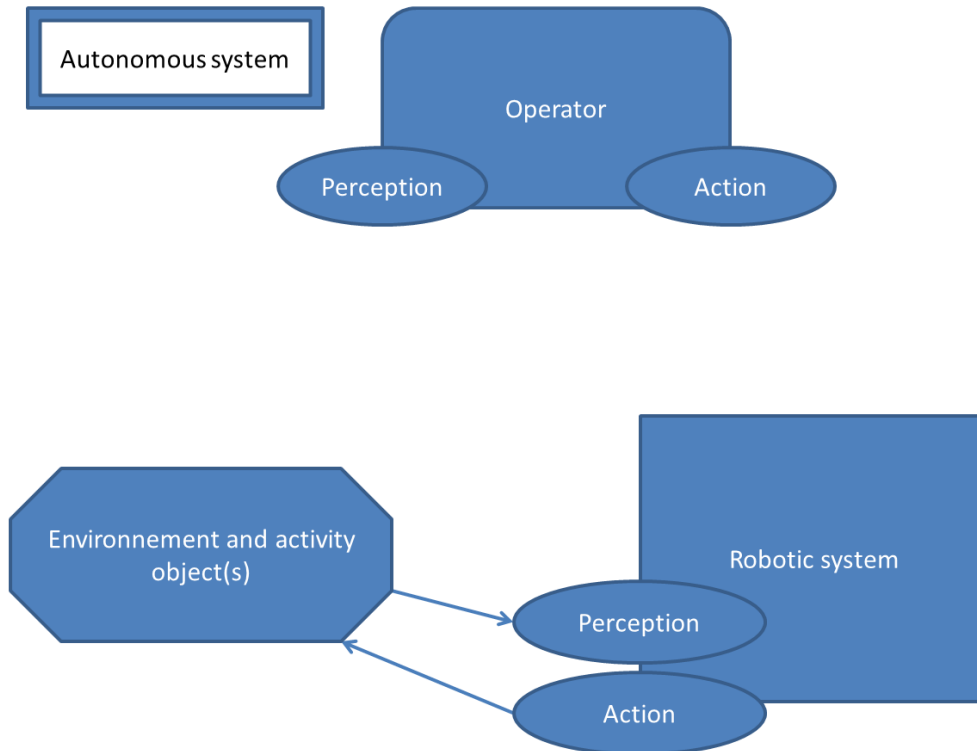 Autonomous system
Operator
Perception
Action
Environnement and activity
object(s)
Robotic system
Perception
Action